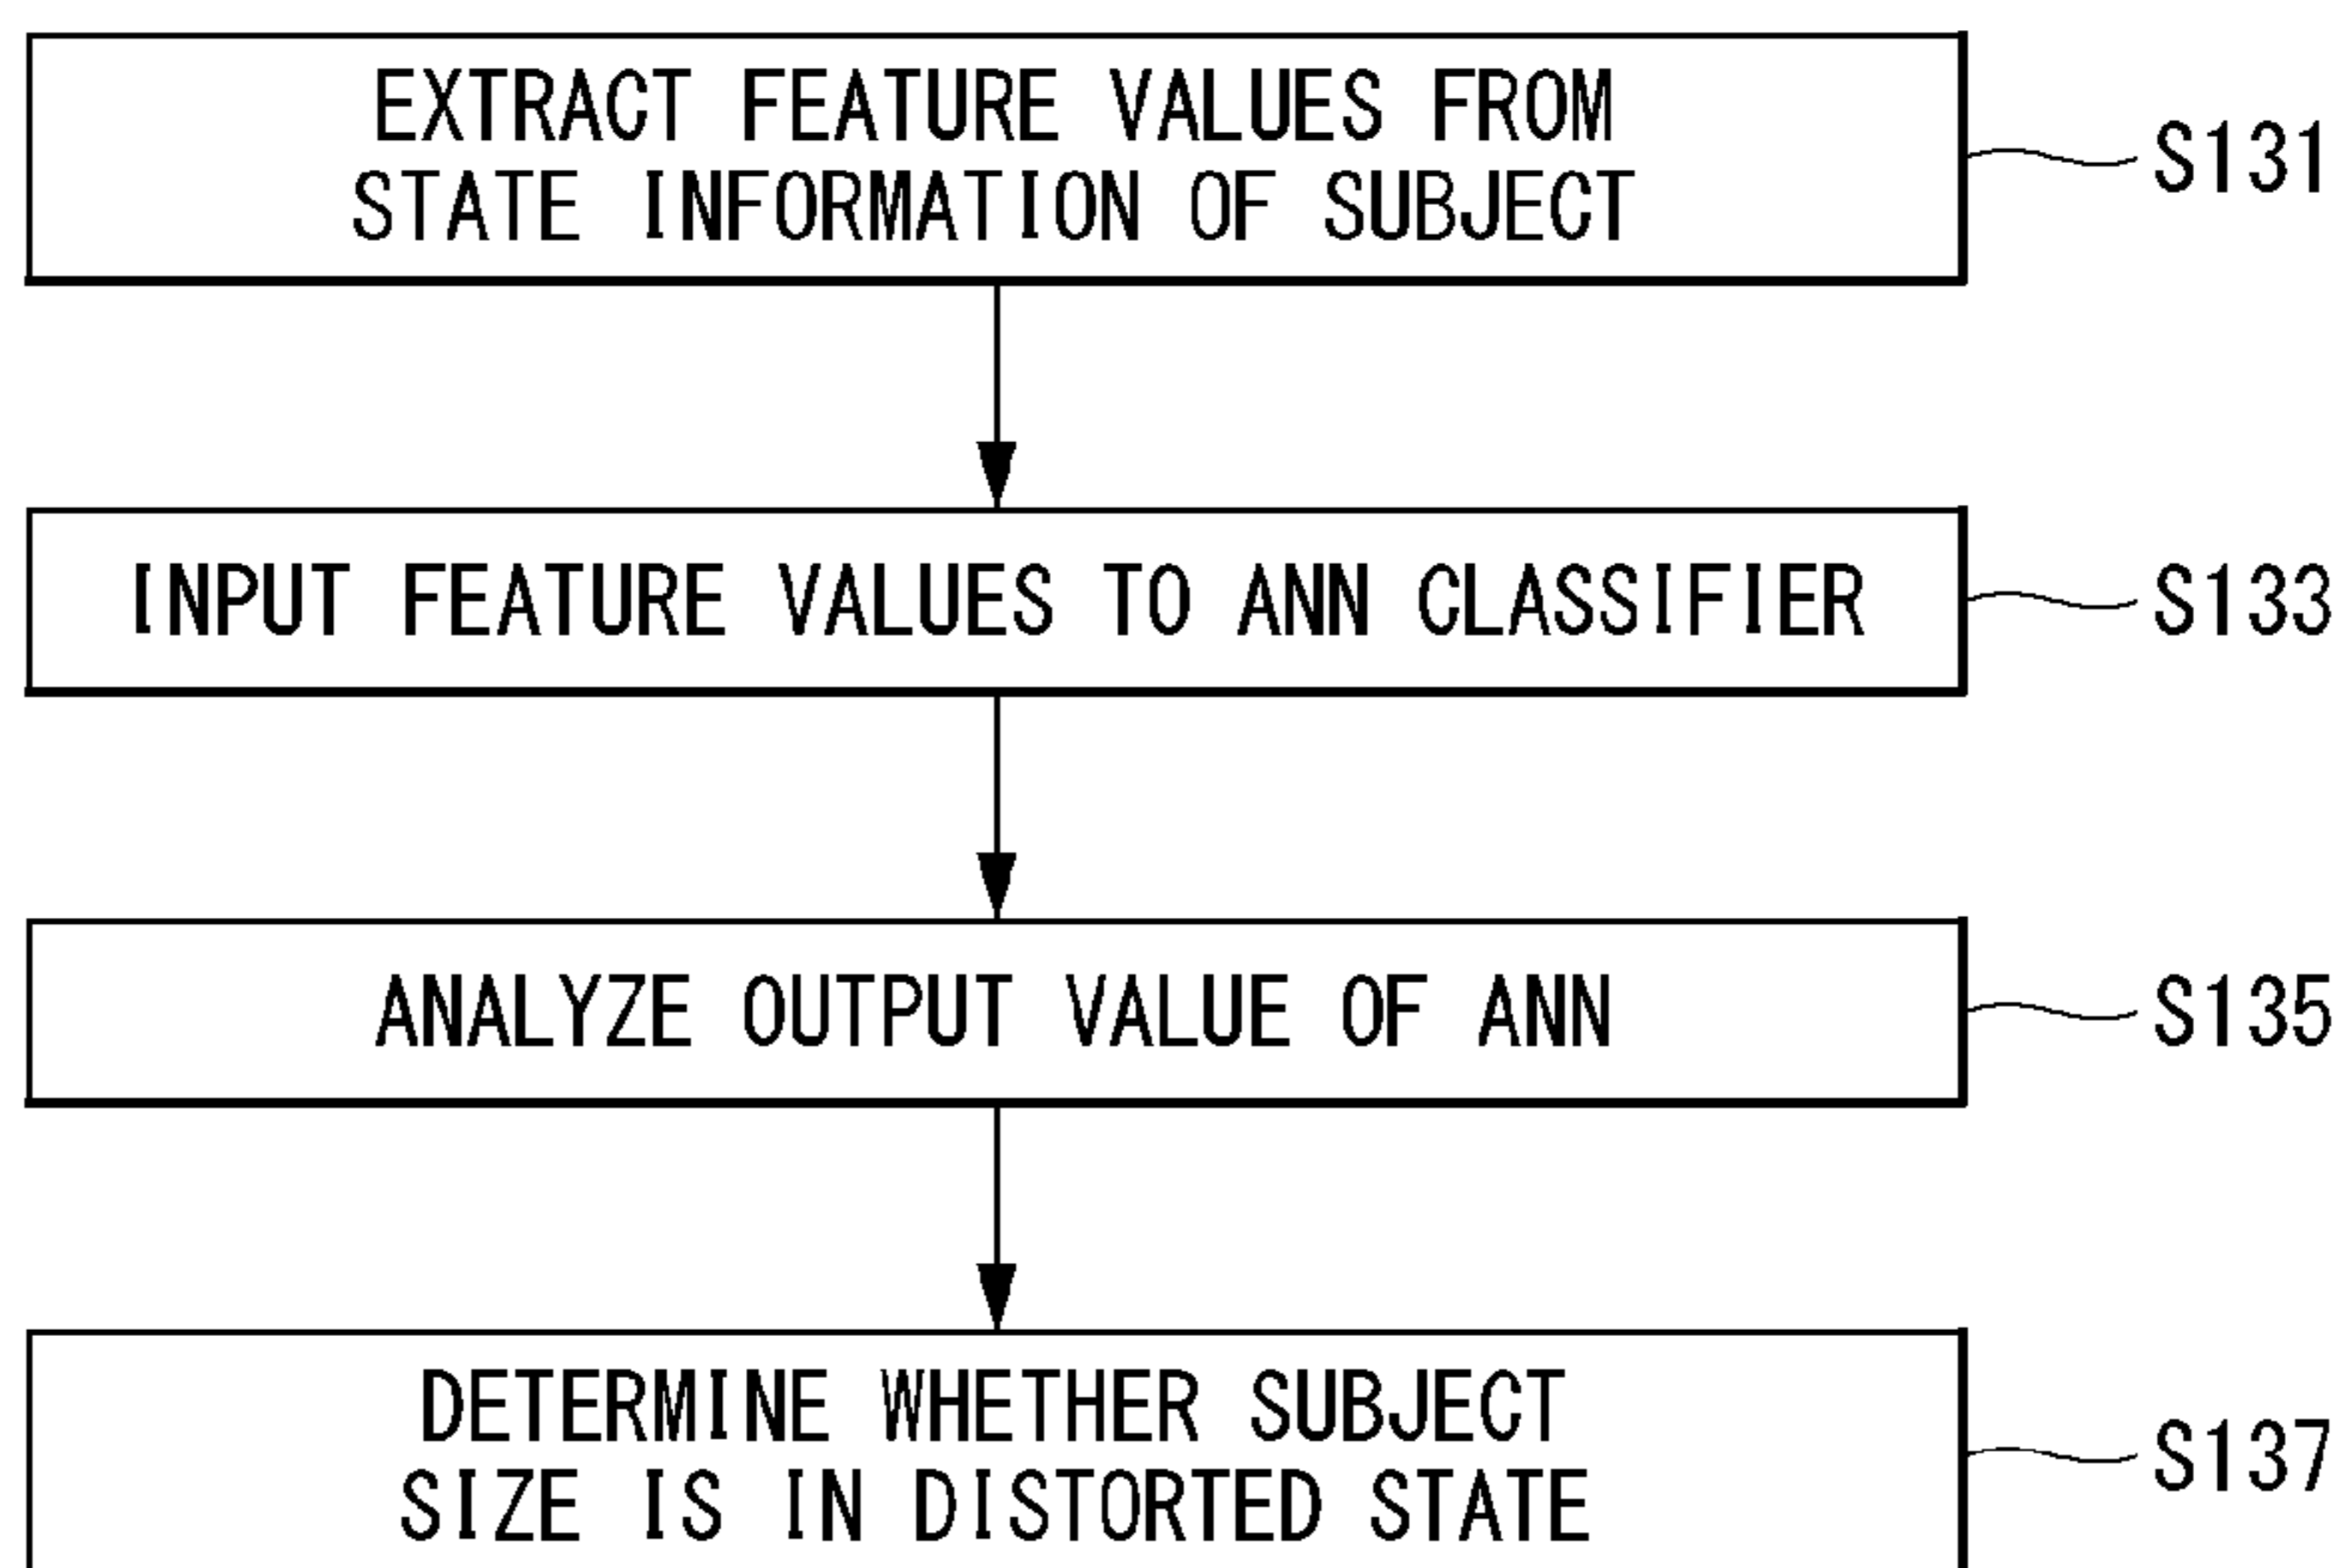 EXTRACT FEATURE VALUES FROM
STATE INFORMATION OF SUBJECT
S131
INPUT FEATURE VALUES TO ANN CLASSIFIER
S133
ANALYZE OUTPUT VALUE OF ANN
S135
DETERMINE WHETHER SUBJECT
SIZE IS IN DISTORTED STATE
S137